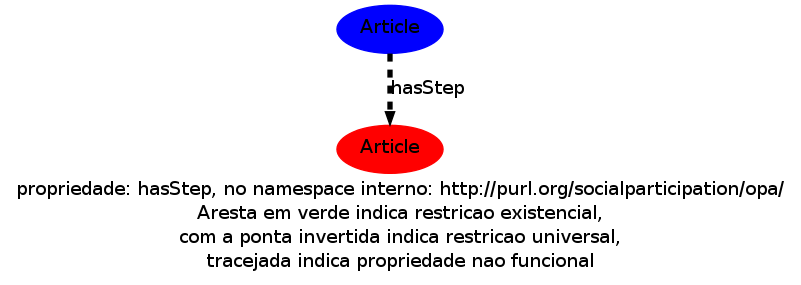 Article
hasStep
Article
propriedade: hasStep, no namespace interno: http://purl.org/socialparticipation/opa/
Aresta em verde indica restricao existencial,
com a ponta invertida indica restricao universal,
tracejada indica propriedade nao funcional